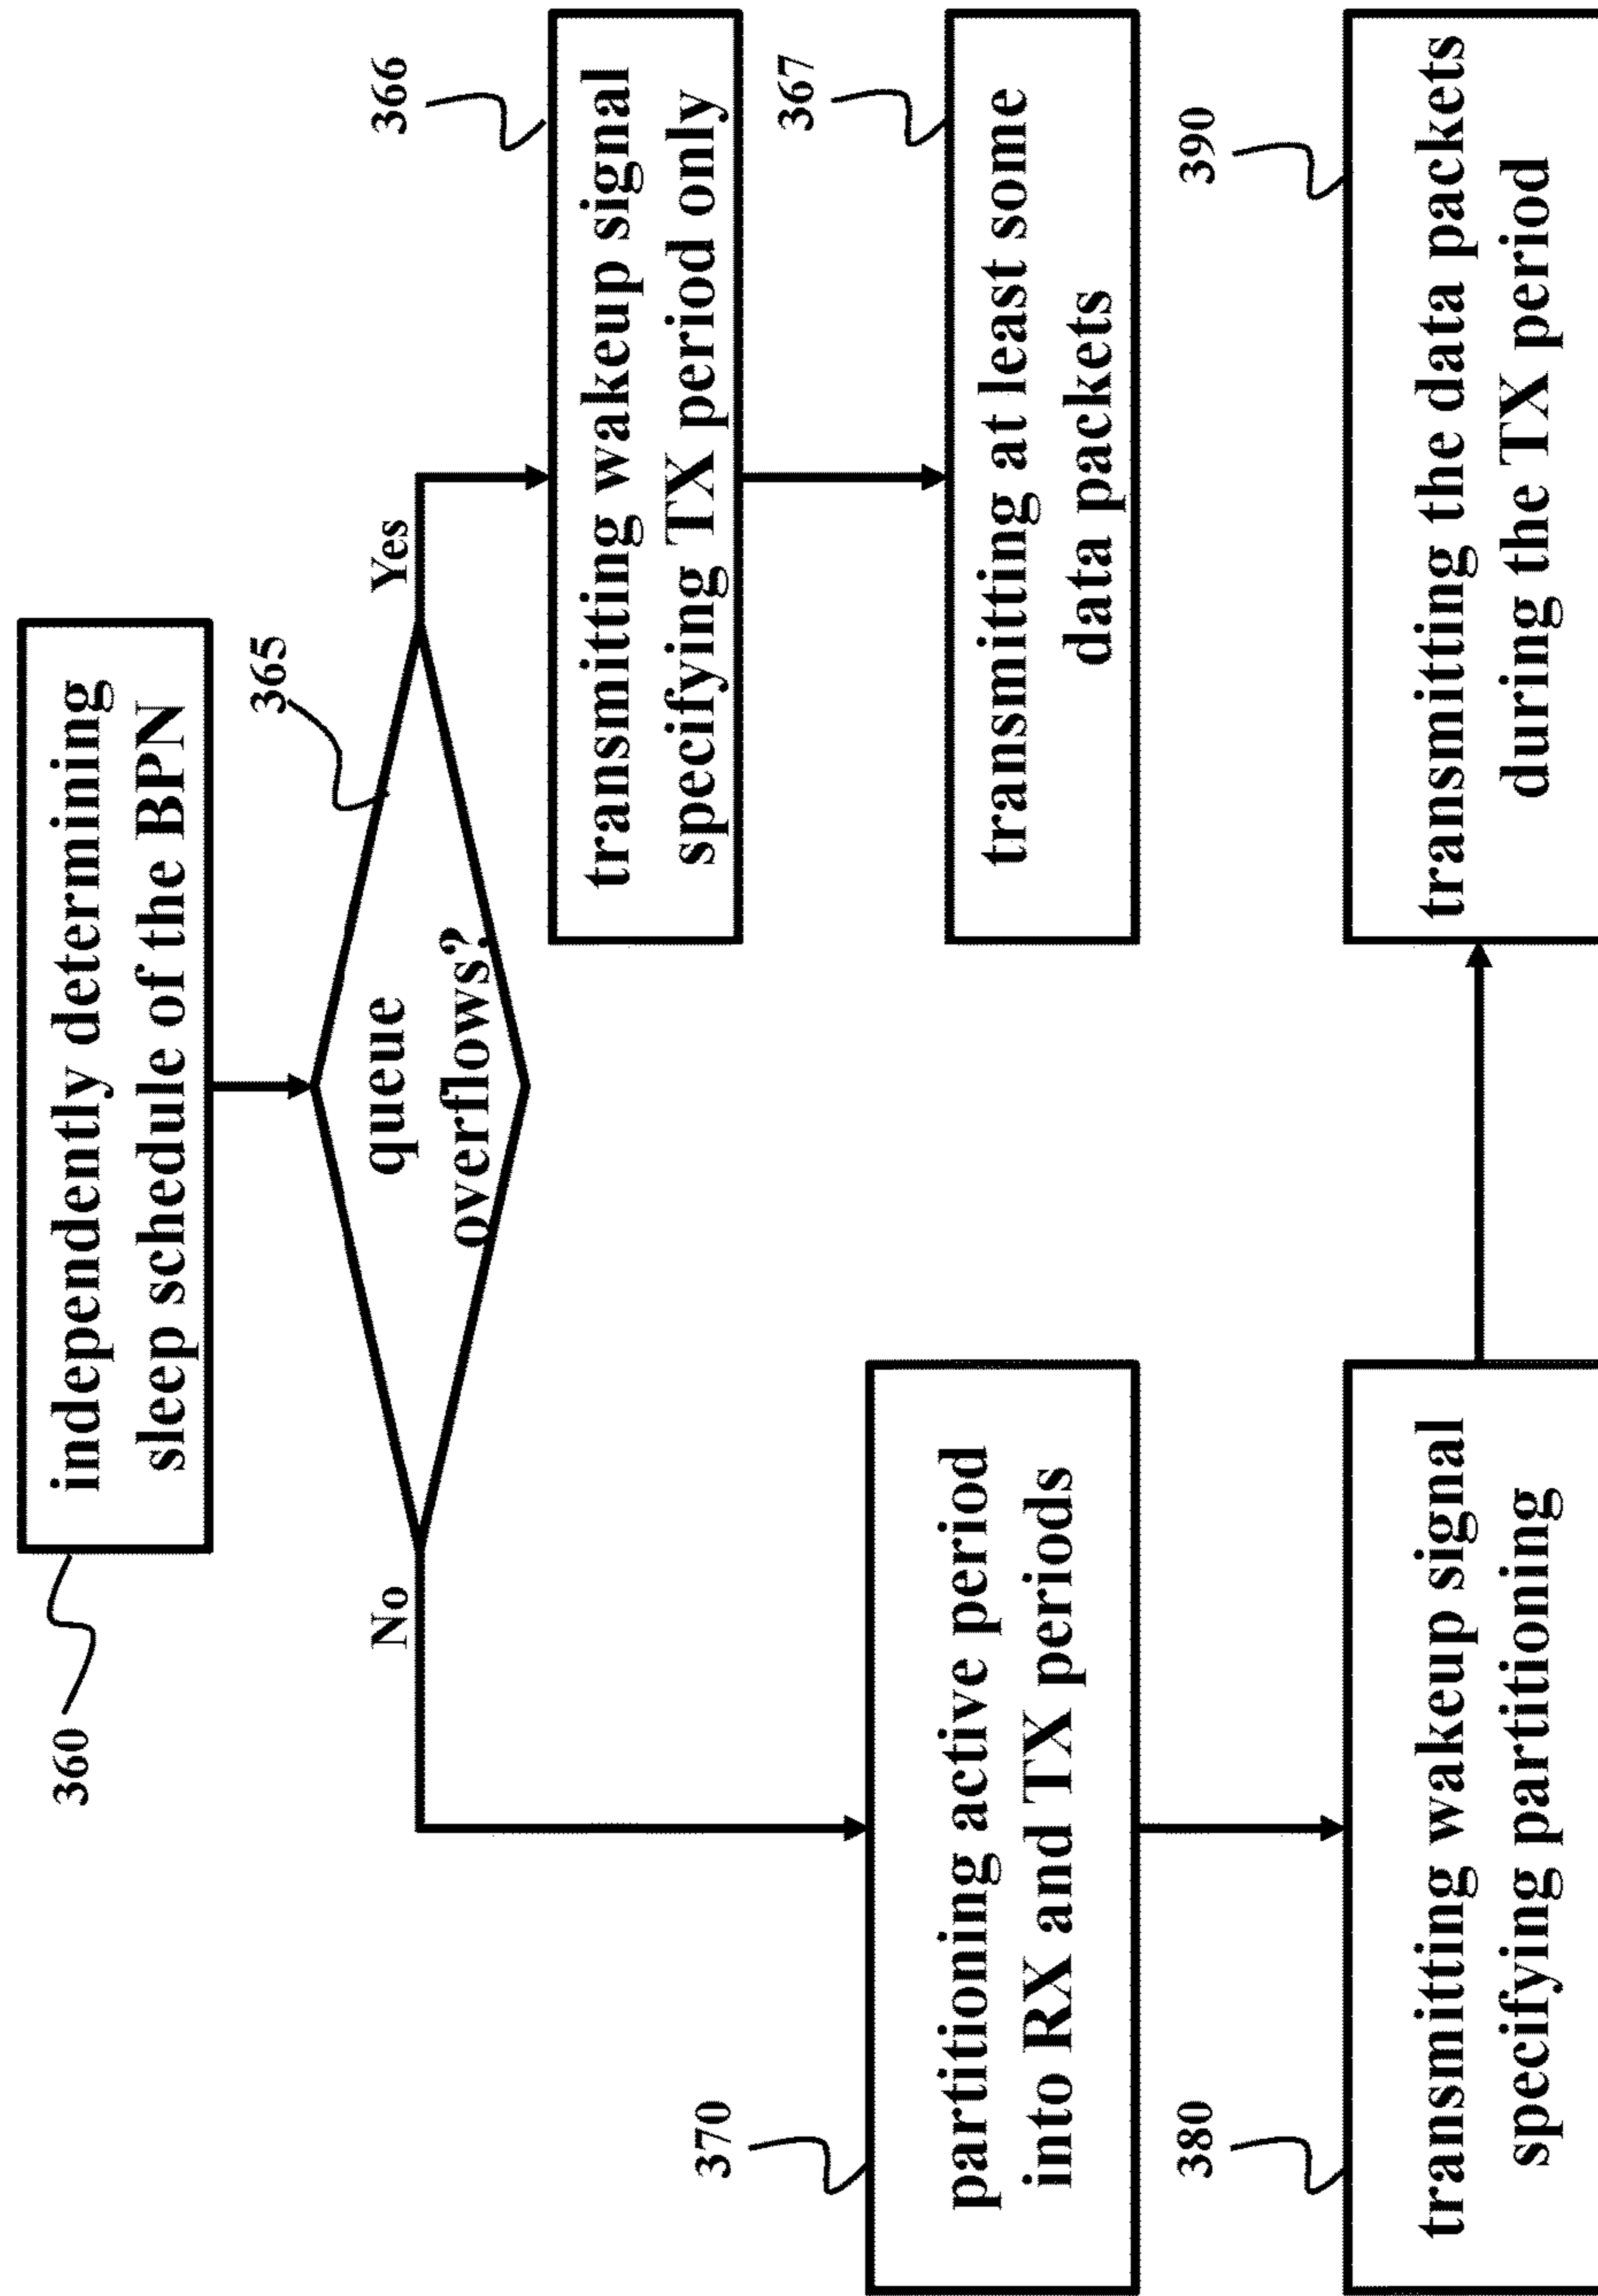 360
independently determining
sleep schedule of the BPN
365
queue
overflows?
No
Yes
366
transmitting wakeup signal
specifying TX period only
367
transmitting at least some
data packets
370
partitioning active period
into RX and TX periods
380
transmitting wakeup signal
specifying partitioning
390
transmitting the data packets
during the TX period